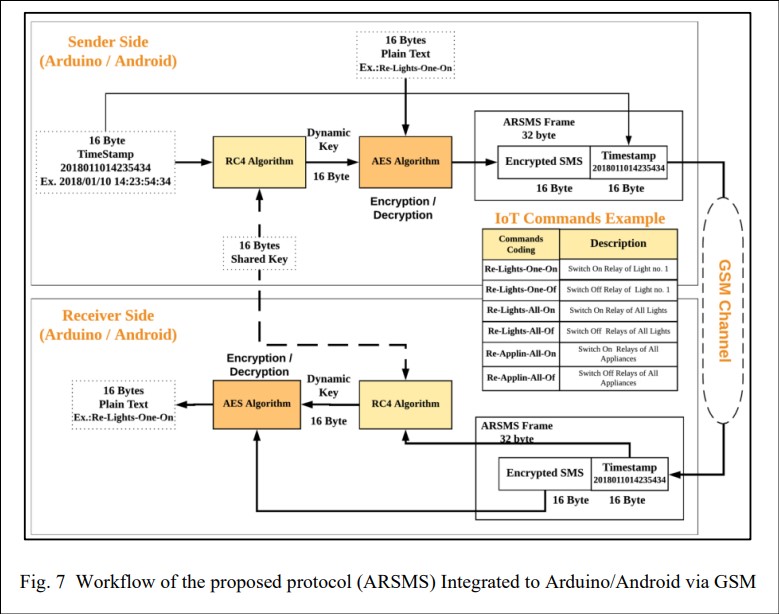 Sender Side
(Arduino / Android)
16 Bytes
Plain Text
Ex.:Re-Lights-One-On
16 Byte
TimeStamp
2018011014235434
Ex. 2018/01/10 14:23:54:34
RC4 Algorithm
Dynamic
Key
16 Byte
AES Algorithm
Encryption /
Decryption
ARSMS Frame
32 byte
Encrypted SMS
Timestamp
2018011014235434
16 Byte
16 Byte
16 Bytes
Shared Key
IoT Commands Example
Commands
Coding
Description
Re-Lights-One-On
Switch On Relay of Light no. 1
Re-Lights-One-Of
Switch Off Relay of Light no. 1
Re-Lights-All-On
Switch On Relay of All Lights
Re-Lights-All-Of
Switch Off Relays of All Lights
Re-Applin-All-On
Switch On Relays of All
Appliances
Re-Applin-All-Of
Switch Off Relays of All
Appliances
GSM Channel
Receiver Side
(Arduino / Android)
Encryption /
Decryption
16 Bytes
Plain Text
Ex.:Re-Lights-One-On
AES Algorithm
Dynamic
Key
16 Byte
RC4 Algorithm
ARSMS Frame
32 byte
Encrypted SMS
Timestamp
2018011014235434
16 Byte
16 Byte
Fig. 7 Workflow of the proposed protocol (ARSMS) Integrated to Arduino/Android via GSM